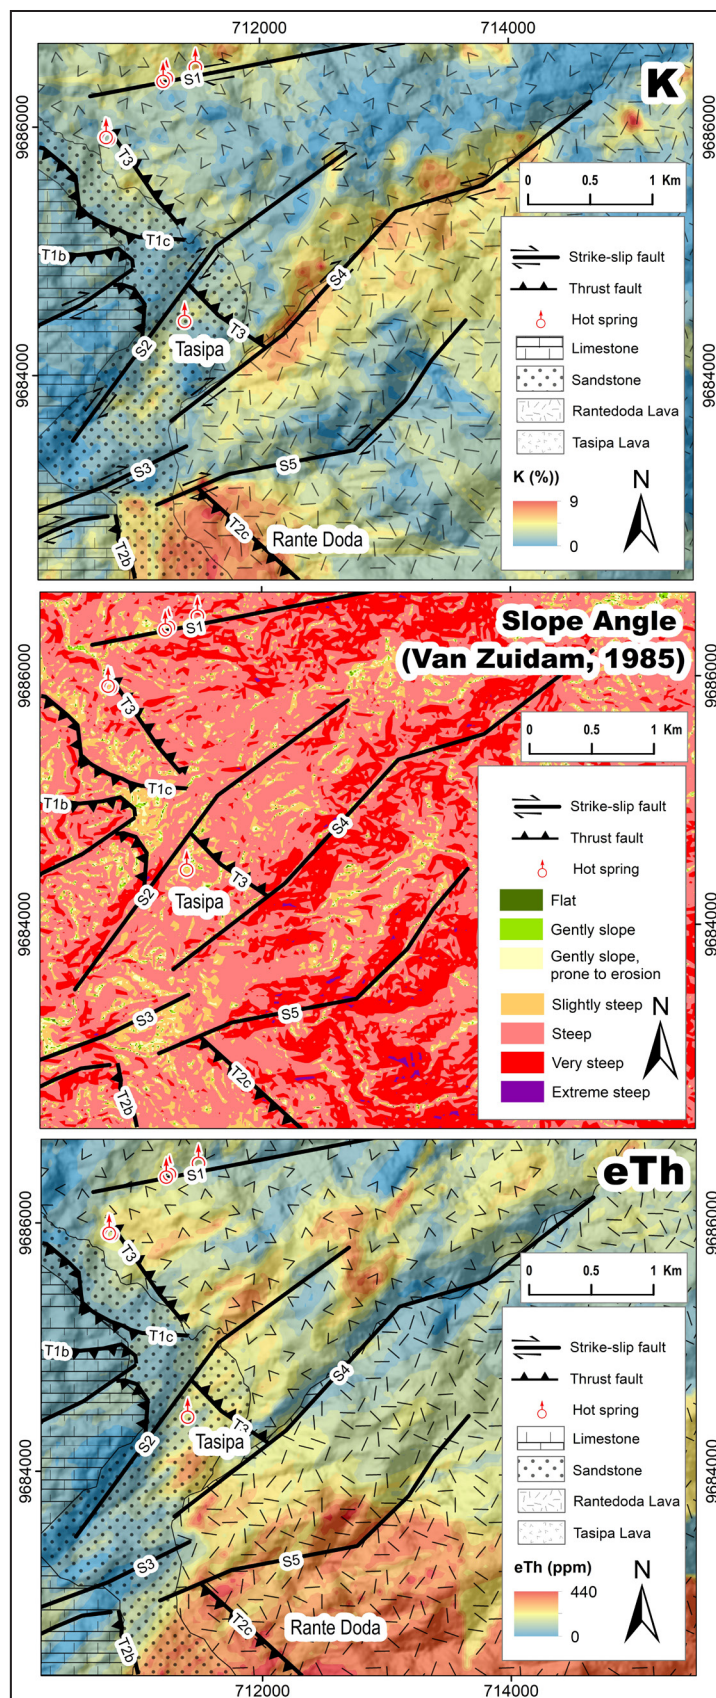 712000
714000
K
9686000
9686000
S1
T3
0
0.5
1
Km
T1c
T1b
S4
Strike-slip fault
Thrust fault
Hot spring
Limestone
Sandstone
Rantedoda Lava
Tasipa Lava
T3
S2
Tasipa
9684000
9684000
S3
S5
K (%))
9
0
N
T2c
T2b
Rante Doda
Slope Angle
(Van Zuidam, 1985)
S1
9686000
9686000
T3
0
0.5
1
Km
T1c
T1b
S4
Strike-slip fault
Thrust fault
Hot spring
Flat
Gently slope
Gently slope,
prone to erosion
Slightly steep
Steep
Very steep
Extreme steep
N
T3
S2
Tasipa
9684000
9684000
S3
S5
T2c
T2b
eTh
S1
9686000
9686000
T3
0
0.5
1
Km
T1c
T1b
S4
Strike-slip fault
Thrust fault
Hot spring
Limestone
Sandstone
Rantedoda Lava
Tasipa Lava
T3
S2
Tasipa
9684000
9684000
S3
S5
eTh (ppm)
440
0
N
T2c
T2b
Rante Doda
712000
714000